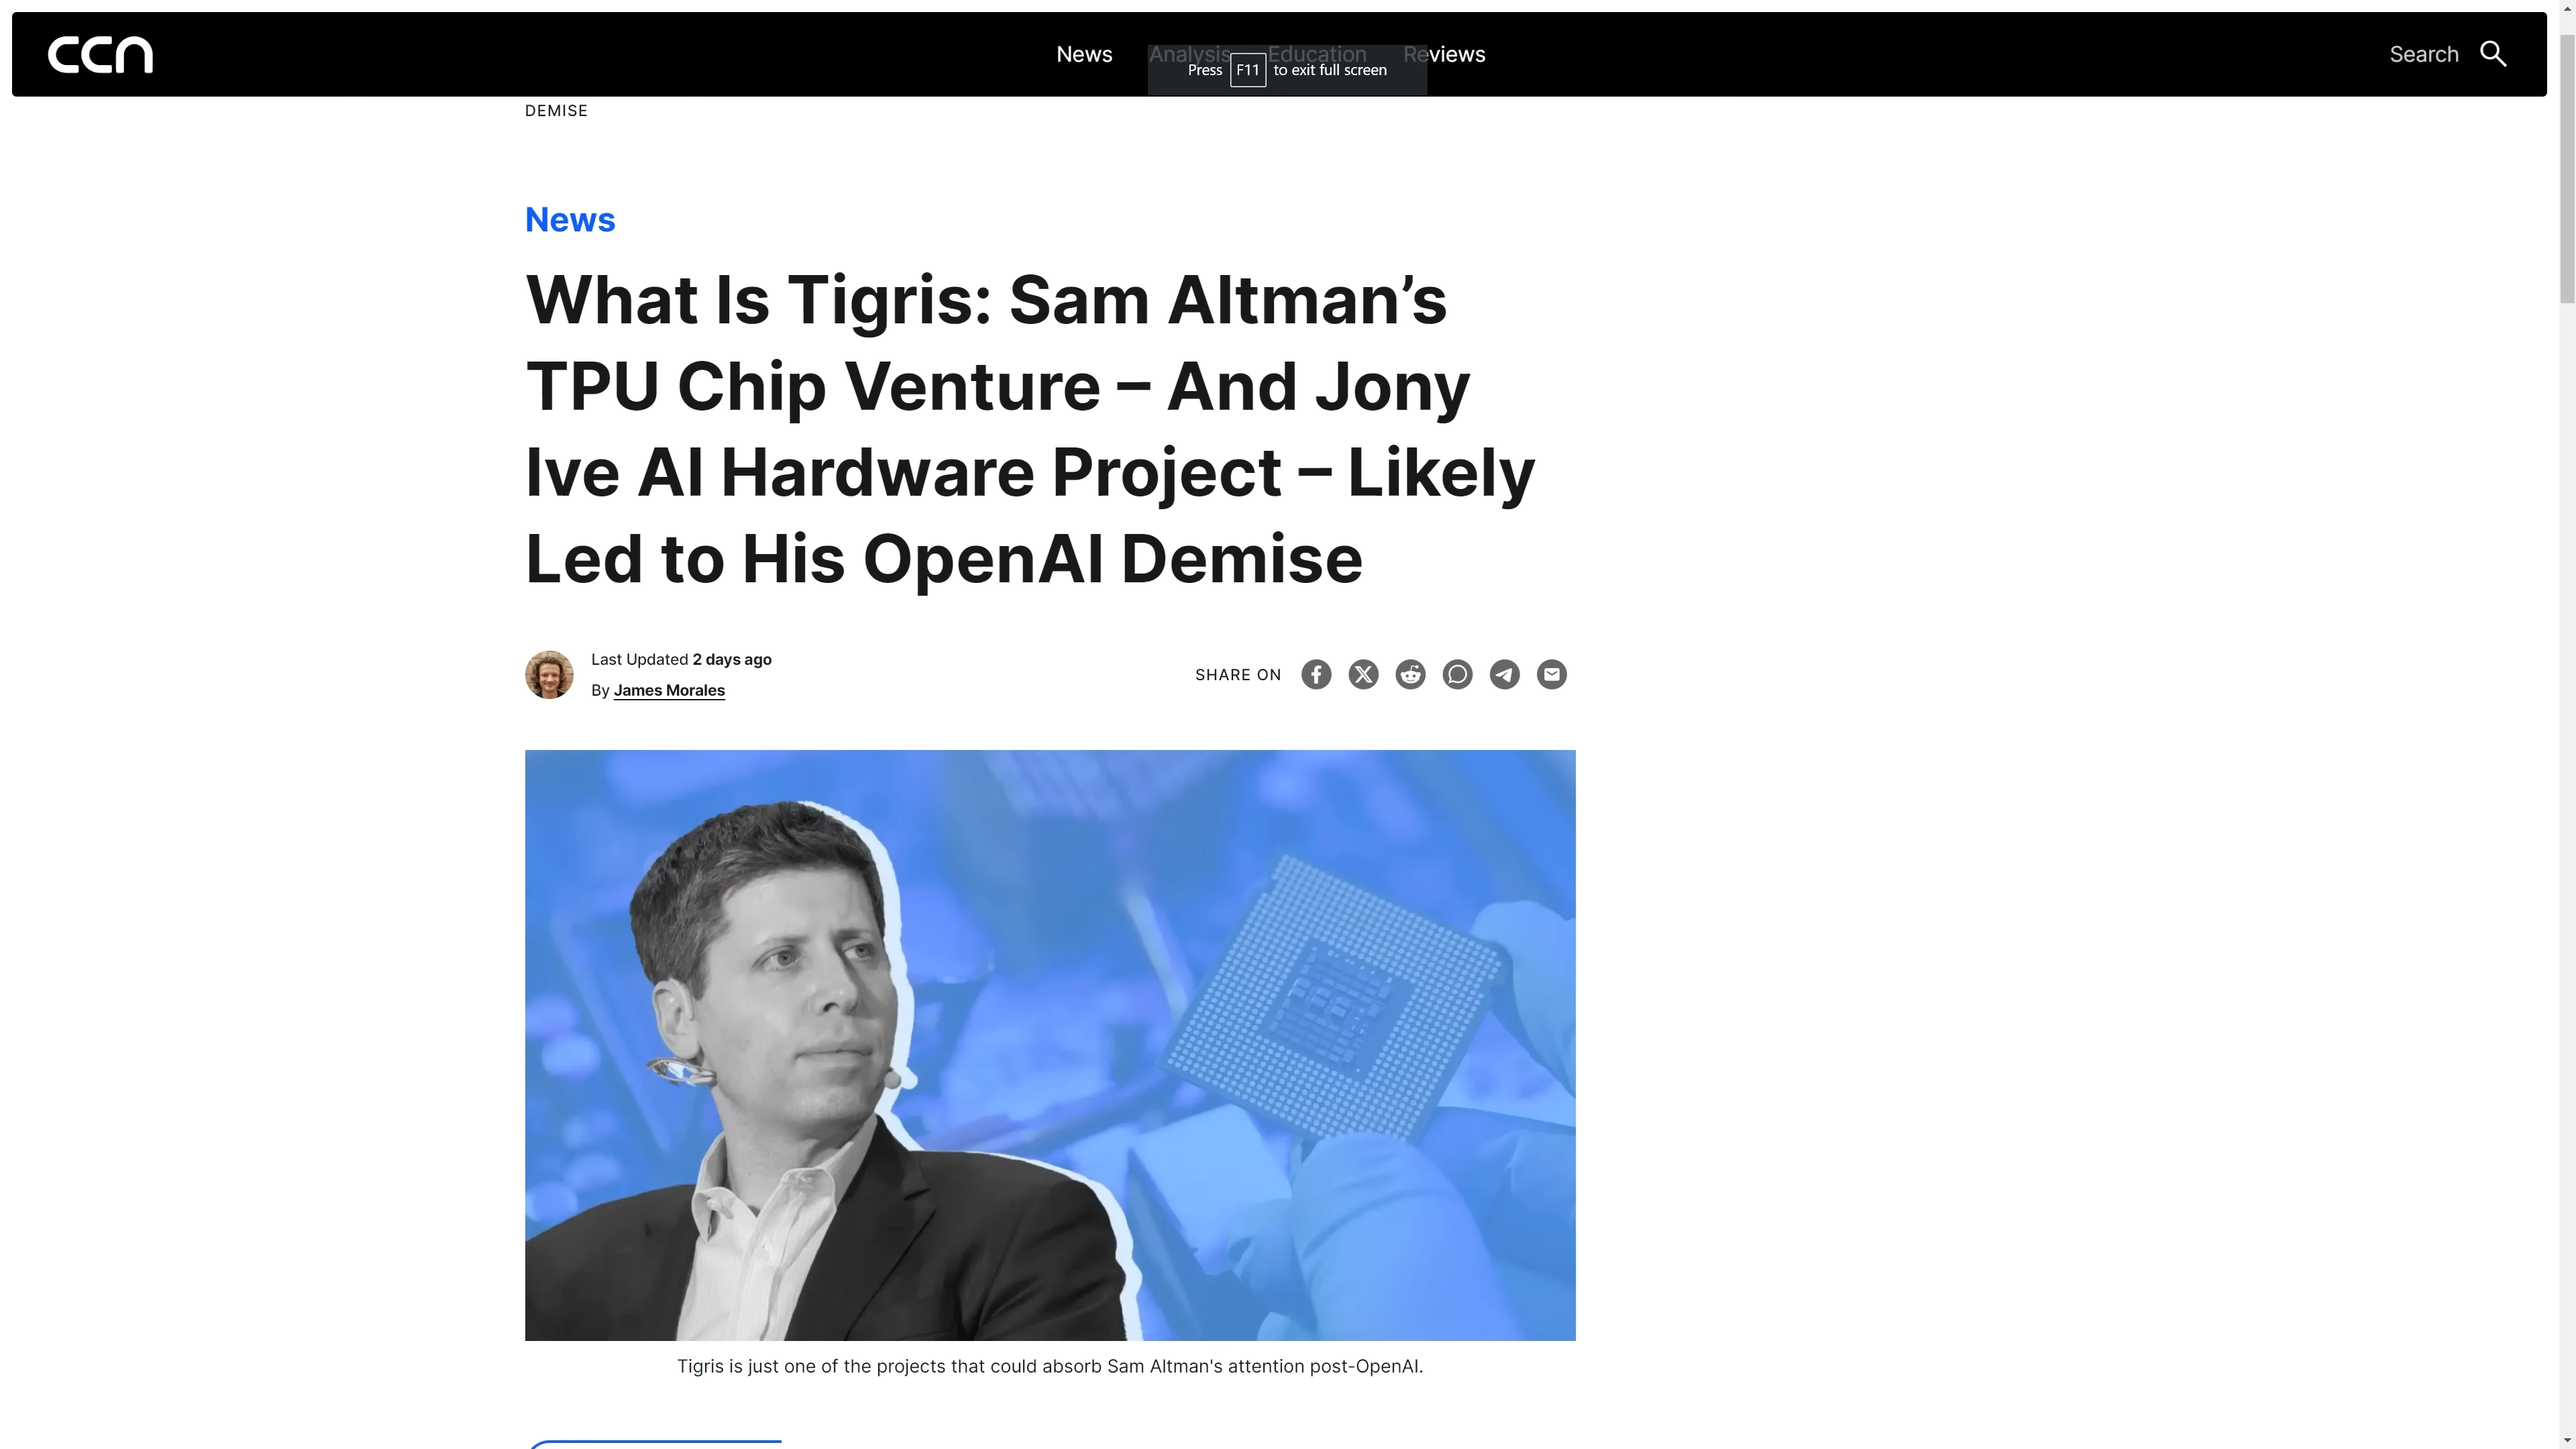 ccn
News Analysis Education Reviews
Search
Press F11 to exit full screen
DEMISE
News
What Is Tigris: Sam Altman’s
TPU Chip Venture – And Jony
Ive AI Hardware Project – Likely
Led to His OpenAI Demise
Last Updated 2 days ago
By James Morales
SHARE ON
Tigris is just one of the projects that could absorb Sam Altman's attention post-OpenAI.